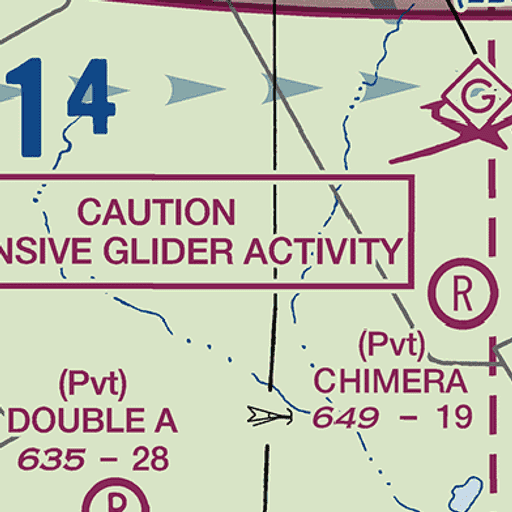 14
G
CAUTION
NSIVE GLIDER ACTIVITY
R
(Pvt)
CHIMERA
649 – 19
(Pvt)
DOUBLE A
635 – 28
R